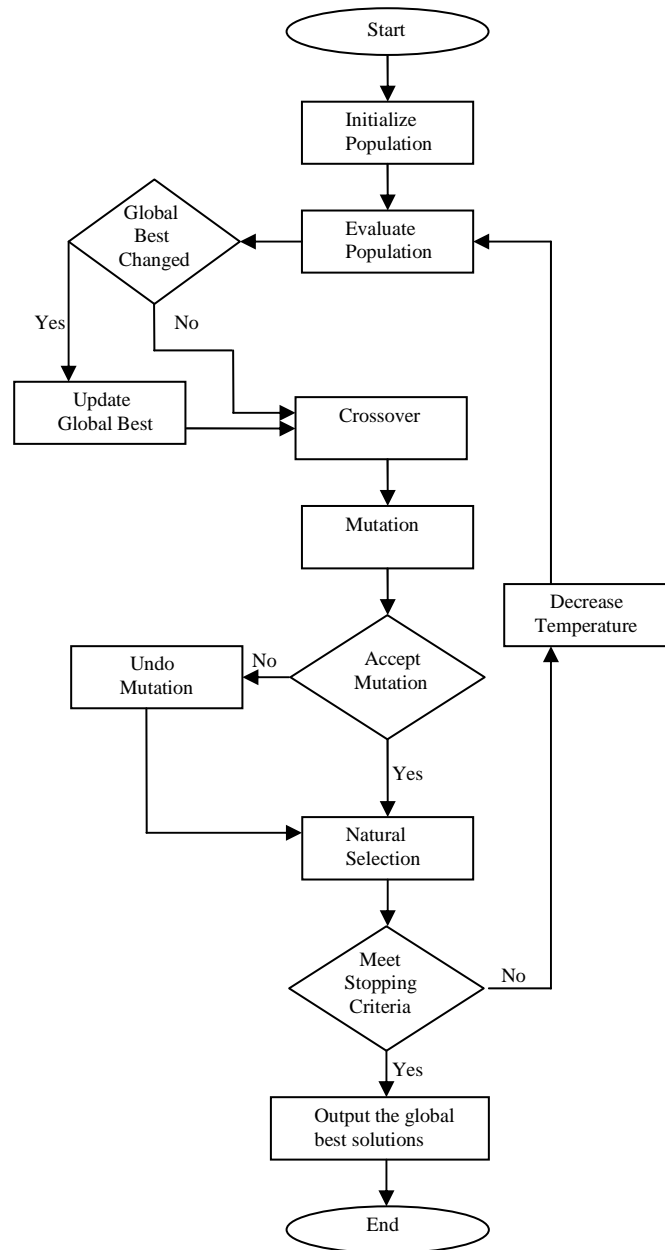 Start
Initialize
Population
Global
Best
Changed
Evaluate
Population
Yes
No
Update
Global Best
Crossover
Mutation
Decrease
Temperature
Undo
Mutation
No
Accept
Mutation
Yes
Natural
Selection
Meet
Stopping
Criteria
No
Yes
Output the global
best solutions
End